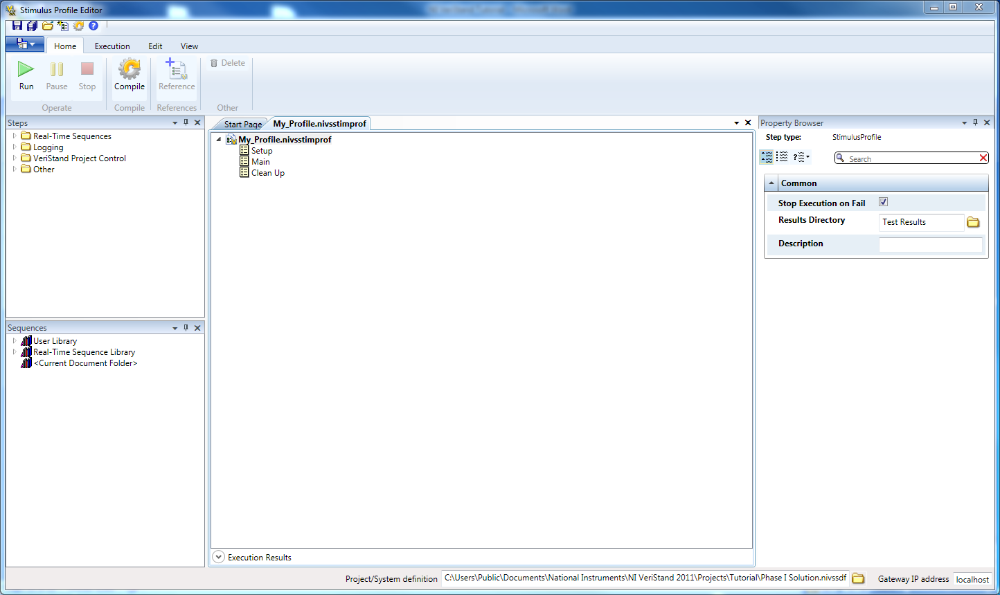 Stimulus Profile Editor
Home Execution Edit View
Run Pause Stop Compile Reference Delete
Operate Compile References Other
Steps
Real-Time Sequences
Logging
VeriStand Project Control
Other
Sequences
User Library
Real-Time Sequence Library
<Current Document Folder>
Start Page My_Profile.nivsstimprof
My_Profile.nivsstimprof
Setup
Main
Clean Up
Execution Results
Property Browser
Step type: StimulusProfile
Search
Common
Stop Execution on Fail
Results Directory Test Results
Description
Project/System definition C:\Users\Public\Documents\National Instruments\NI VeriStand 2011\Projects\Tutorial\Phase I Solution.nivssdf Gateway IP address localhost